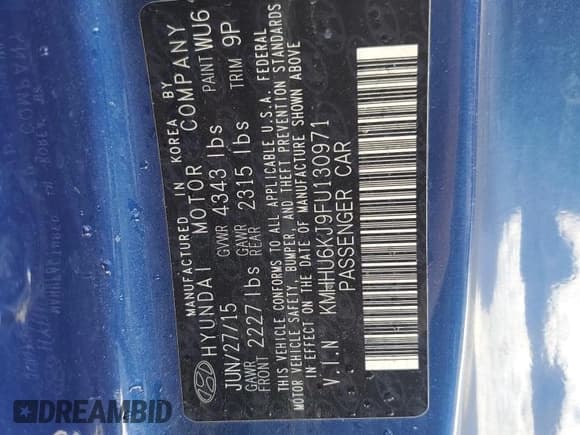 MANUFACTURED IN KOREA BY
HYUNDAI MOTOR COMPANY
JUN/27/15 GVWR 4343 lbs PAINT WU6
GAWR FRONT 2227 lbs GAWR REAR 2315 lbs TRIM 9P
THIS VEHICLE CONFORMS TO ALL APPLICABLE U.S.A. FEDERAL
MOTOR VEHICLE SAFETY, BUMPER, AND THEFT PREVENTION STANDARDS
IN EFFECT ON THE DATE OF MANUFACTURE SHOWN ABOVE
V.I.N KMHHU6KJ9FU130971
PASSENGER CAR
DREAMBID